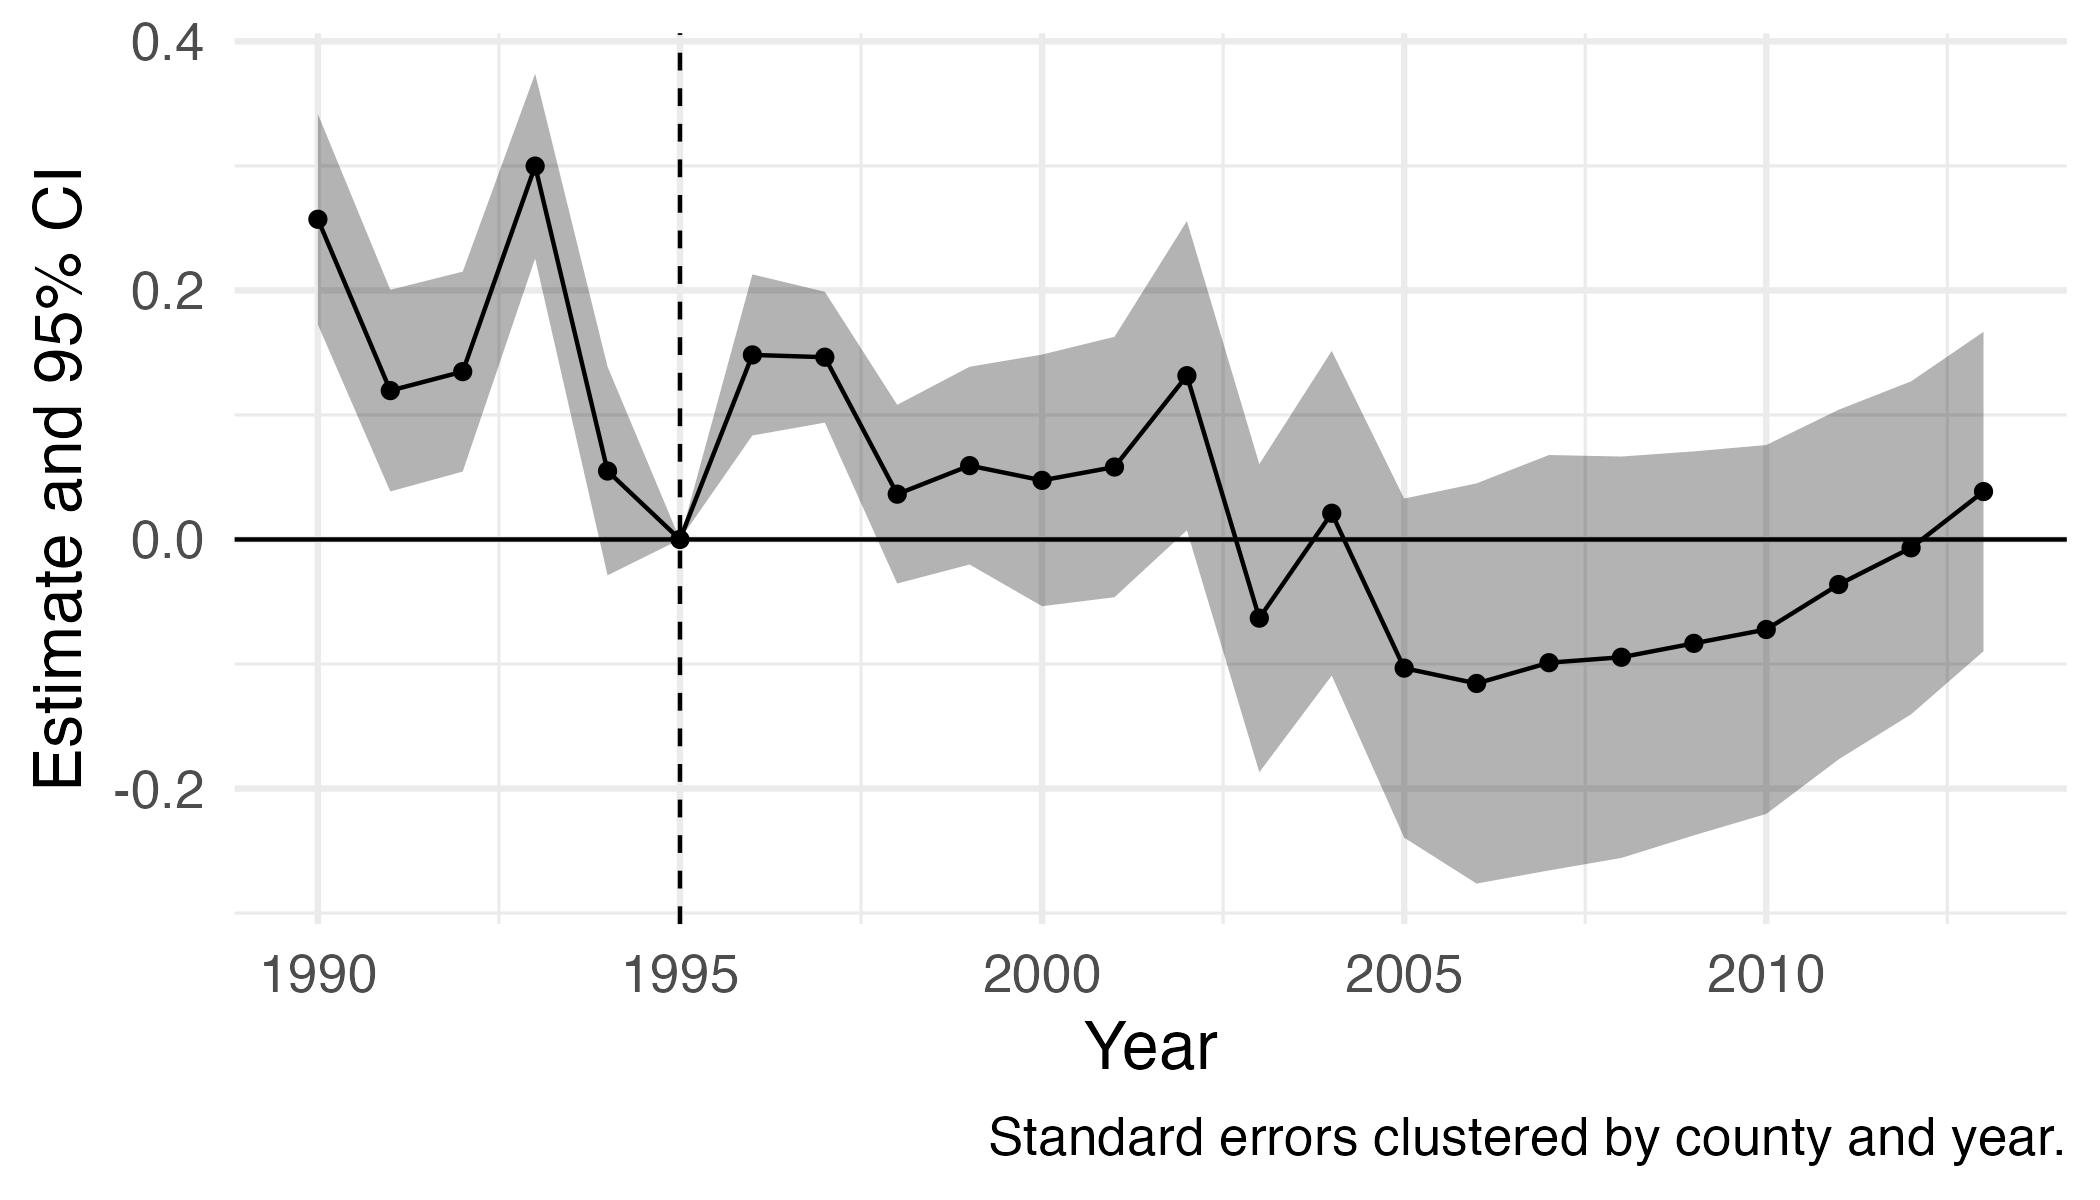 0.4
0.2
0.0
-0.2
Estimate and 95% CI
1990 1995 2000 2005 2010
Year
Standard errors clustered by county and year.